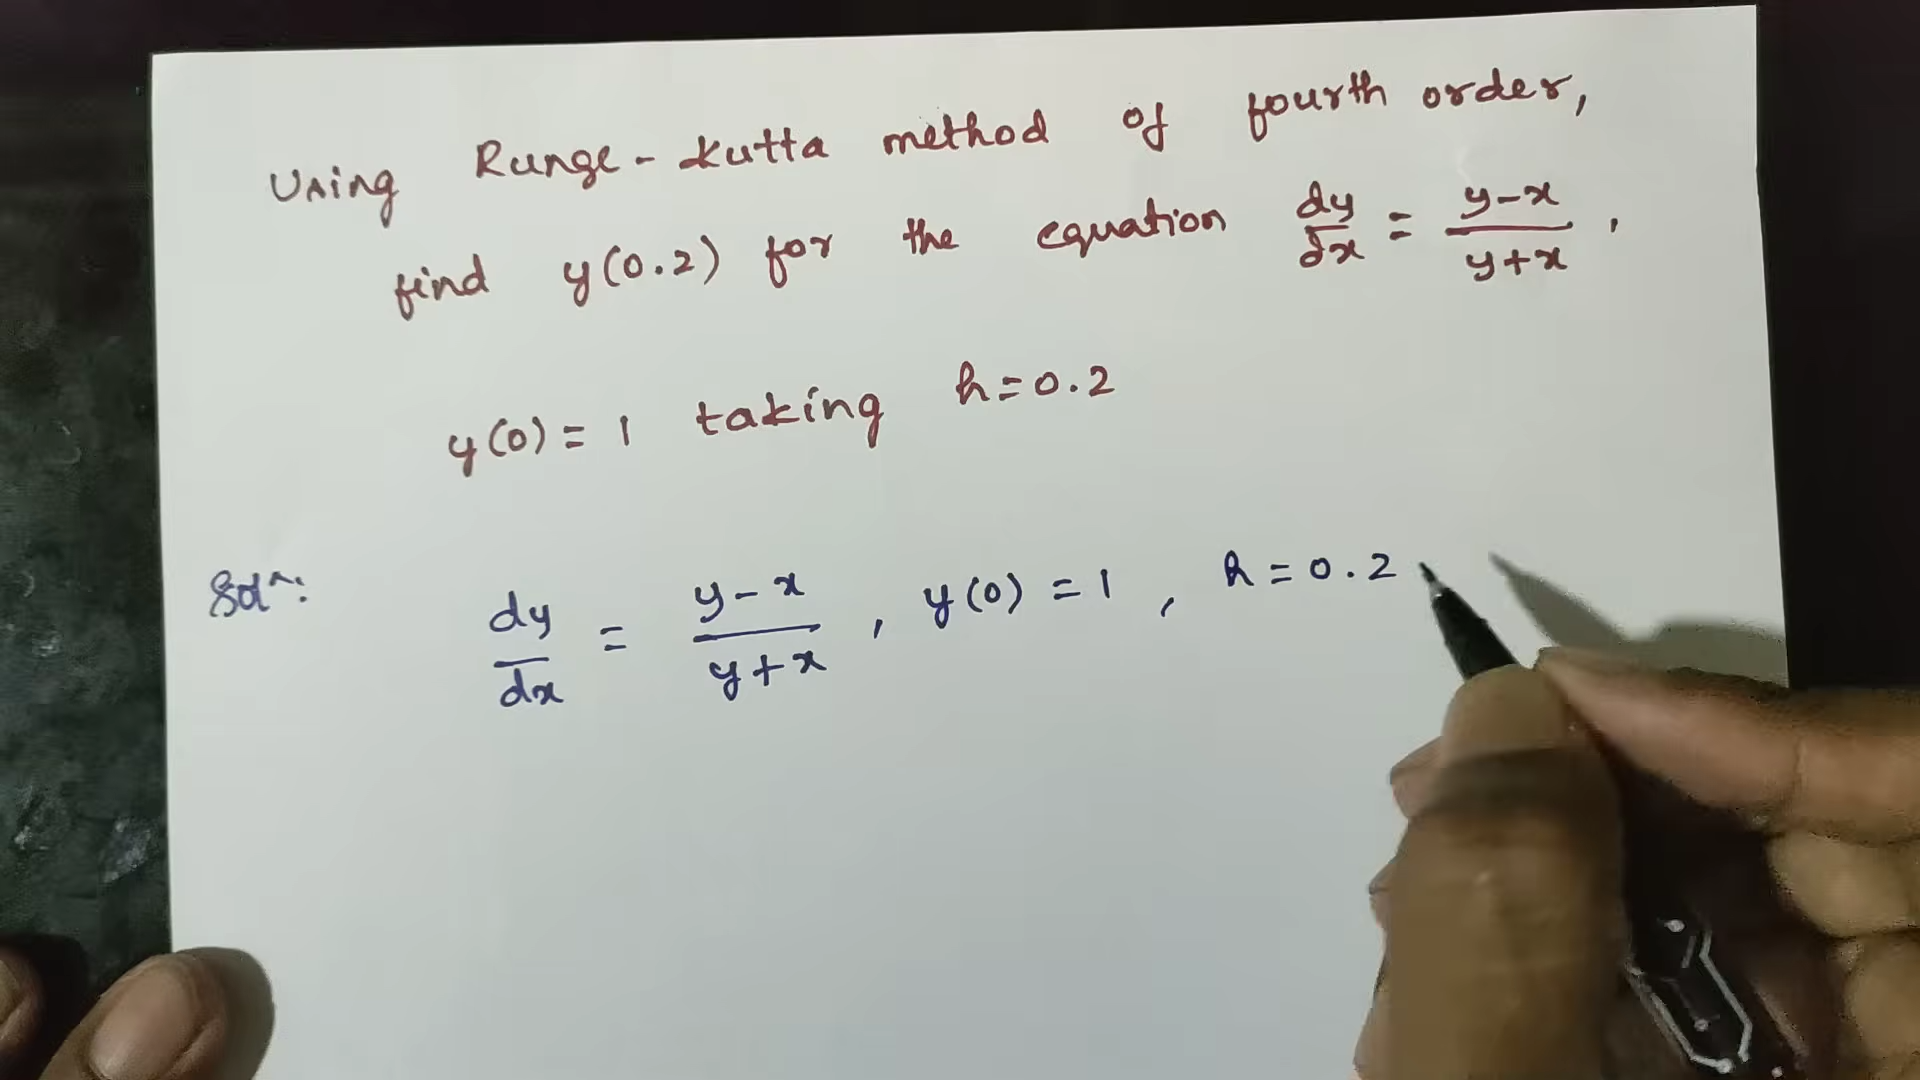 Using Runge-Kutta method of fourth order,
find y(0.2) for the equation dy/dx = y-x/y+x ,
y(0) = 1 taking h=0.2
Solⁿ: dy/dx = y-x/y+x , y(0) = 1 , h=0.2